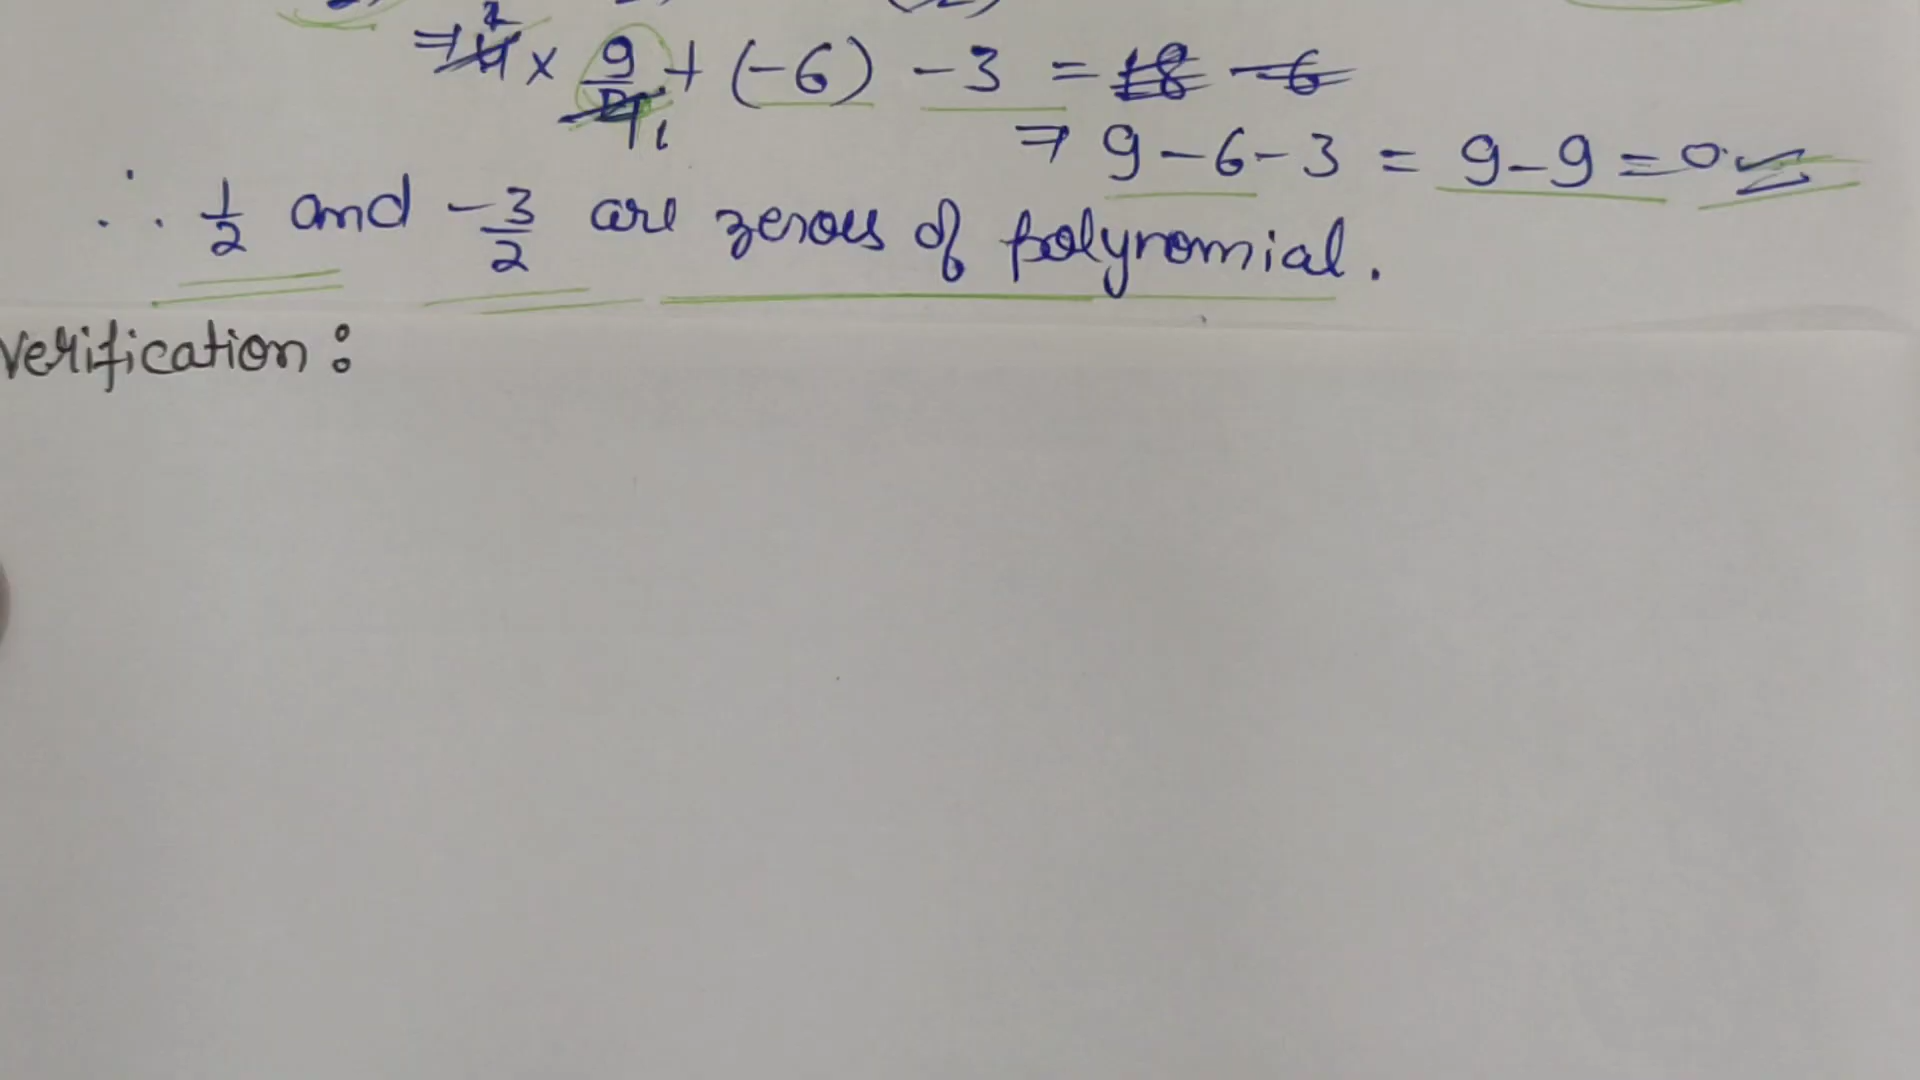 ⇒ 4 × 9/4 + (-6) - 3 = 18 - 6
⇒ 9 - 6 - 3 = 9 - 9 = 0
∴ 1/2 and -3/2 are zeroes of polynomial.
Verification :